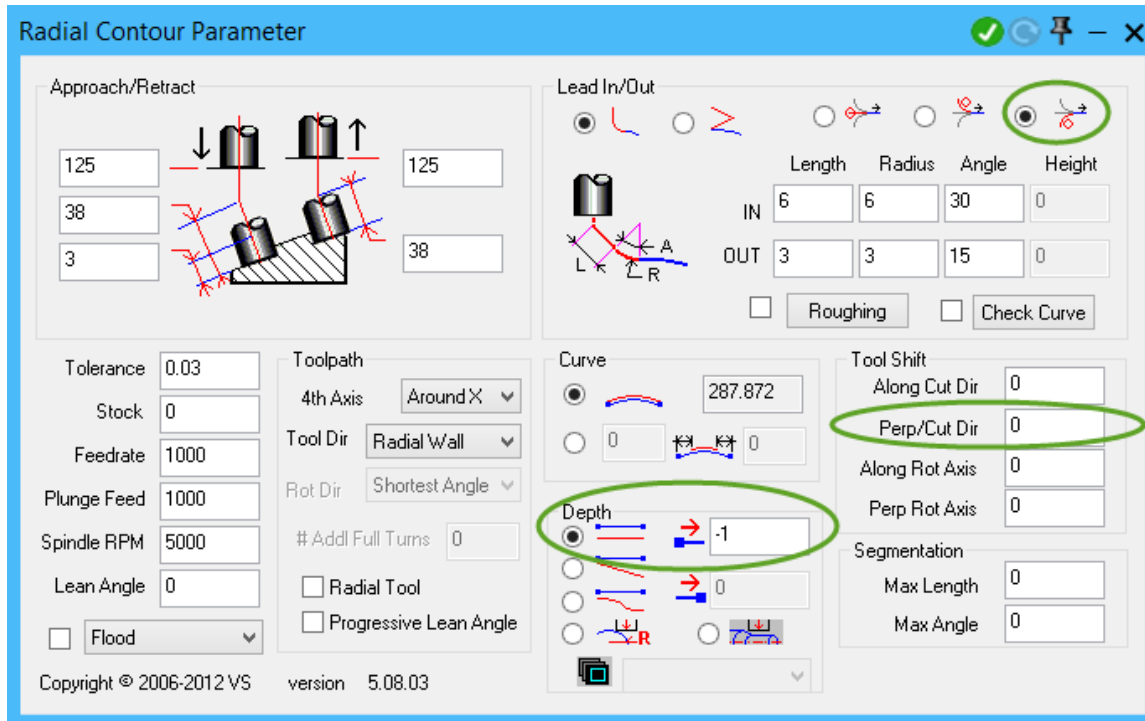 Radial Contour Parameter
Approach/Retract
125
125
38
3
38
Lead In/Out
Length Radius Angle Height
IN 6 6 30 0
OUT 3 3 15 0
A
L
R
Roughing Check Curve
Tolerance 0.03
Stock 0
Feedrate 1000
Plunge Feed 1000
Spindle RPM 5000
Lean Angle 0
Flood
Toolpath
4th Axis Around X
Tool Dir Radial Wall
Rot Dir Shortest Angle
# Addl Full Turns 0
Radial Tool
Progressive Lean Angle
Curve
287.872
0 0
Depth
-1
0
R
Tool Shift
Along Cut Dir 0
Perp/Cut Dir 0
Along Rot Axis 0
Perp Rot Axis 0
Segmentation
Max Length 0
Max Angle 0
Copyright © 2006-2012 VS version 5.08.03